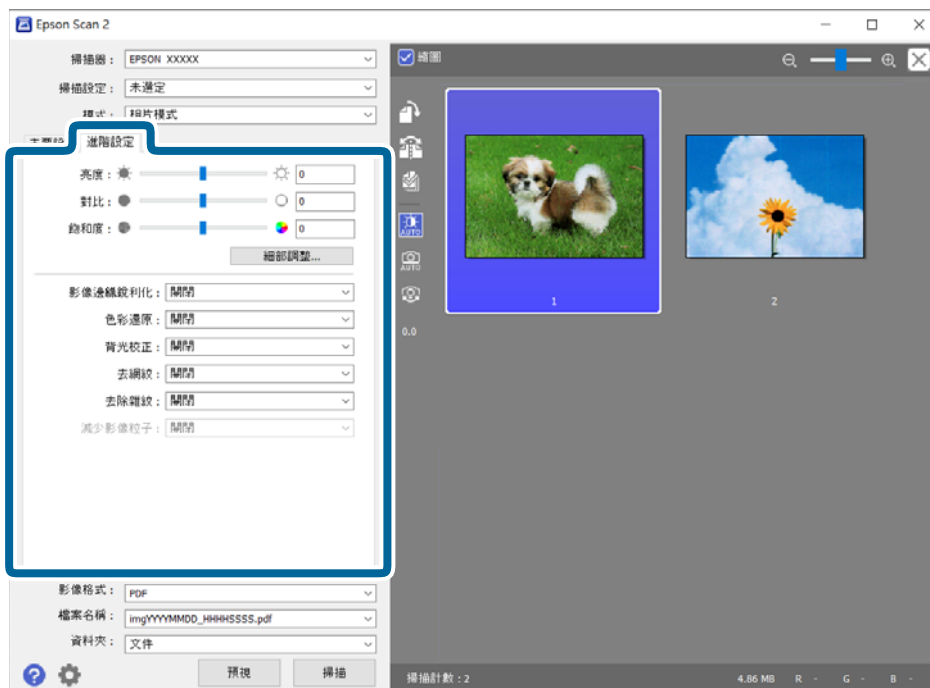 Epson Scan 2
掃描器：
EPSON XXXXX
掃描設定：
未選定
模式：
相片模式
進階設定
亮度：
0
對比：
0
飽和度：
0
細部調整...
影像邊緣銳利化：
關閉
色彩還原：
關閉
背光校正：
關閉
去網紋：
關閉
去除雜紋：
關閉
減少影像粒子：
關閉
影像格式：
PDF
檔案名稱：
imgYYYYMMDD_HHHHSSSS.pdf
資料夾：
文件
?
預視
掃描
縮圖
AUTO
AUTO
0.0
1
2
掃描計數：2
4.86 MB R - G - B -